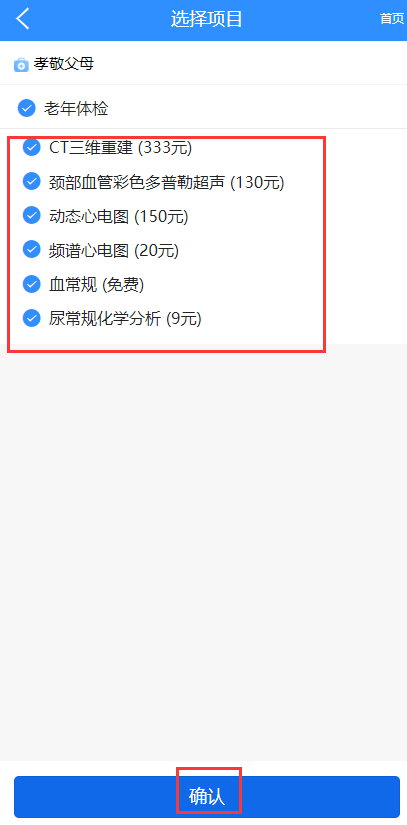 选择项目
首页
孝敬父母
老年体检
CT三维重建 (333元)
颈部血管彩色多普勒超声 (130元)
动态心电图 (150元)
频谱心电图 (20元)
血常规 (免费)
尿常规化学分析 (9元)
确认